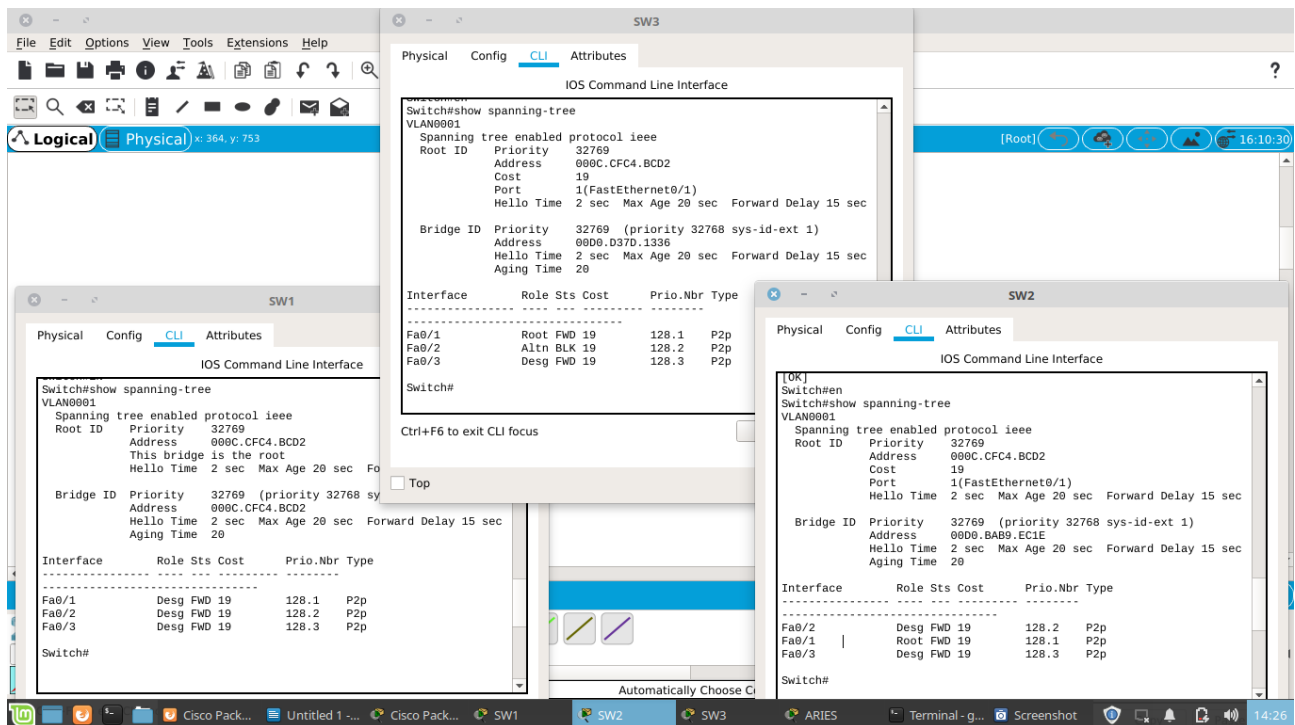 SW3
File Edit Options View Tools Extensions Help
?
Logical Physical x: 364, y: 753
[Root] 16:10:30
Physical Config CLI Attributes
IOS Command Line Interface
Switch#show spanning-tree
VLAN0001
Spanning tree enabled protocol ieee
Root ID Priority 32769
Address 000C.CFC4.BCD2
Cost 19
Port 1(FastEthernet0/1)
Hello Time 2 sec Max Age 20 sec Forward Delay 15 sec
Bridge ID Priority 32769 (priority 32768 sys-id-ext 1)
Address 00D0.D37D.1336
Hello Time 2 sec Max Age 20 sec Forward Delay 15 sec
Aging Time 20
Interface Role Sts Cost Prio.Nbr Type
---------------- ---- --- --------- --------
--------------------------------
Fa0/1 Root FWD 19 128.1 P2p
Fa0/2 Altn BLK 19 128.2 P2p
Fa0/3 Desg FWD 19 128.3 P2p
Switch#
Ctrl+F6 to exit CLI focus
Top
SW1
Physical Config CLI Attributes
IOS Command Line Interface
Switch#show spanning-tree
VLAN0001
Spanning tree enabled protocol ieee
Root ID Priority 32769
Address 000C.CFC4.BCD2
This bridge is the root
Hello Time 2 sec Max Age 20 sec Fo
Bridge ID Priority 32769 (priority 32768 sy
Address 000C.CFC4.BCD2
Hello Time 2 sec Max Age 20 sec Forward Delay 15 sec
Aging Time 20
Interface Role Sts Cost Prio.Nbr Type
---------------- ---- --- --------- --------
--------------------------------
Fa0/1 Desg FWD 19 128.1 P2p
Fa0/2 Desg FWD 19 128.2 P2p
Fa0/3 Desg FWD 19 128.3 P2p
Switch#
SW2
Physical Config CLI Attributes
IOS Command Line Interface
[OK]
Switch#en
Switch#show spanning-tree
VLAN0001
Spanning tree enabled protocol ieee
Root ID Priority 32769
Address 000C.CFC4.BCD2
Cost 19
Port 1(FastEthernet0/1)
Hello Time 2 sec Max Age 20 sec Forward Delay 15 sec
Bridge ID Priority 32769 (priority 32768 sys-id-ext 1)
Address 00D0.BAB9.EC1E
Hello Time 2 sec Max Age 20 sec Forward Delay 15 sec
Aging Time 20
Interface Role Sts Cost Prio.Nbr Type
---------------- ---- --- --------- --------
--------------------------------
Fa0/2 Desg FWD 19 128.2 P2p
Fa0/1 Root FWD 19 128.1 P2p
Fa0/3 Desg FWD 19 128.3 P2p
Switch#
Automatically Choose C
Cisco Pack... Untitled 1 -... Cisco Pack... SW1 SW2 SW3 ARIES Terminal - g... Screenshot 14:26